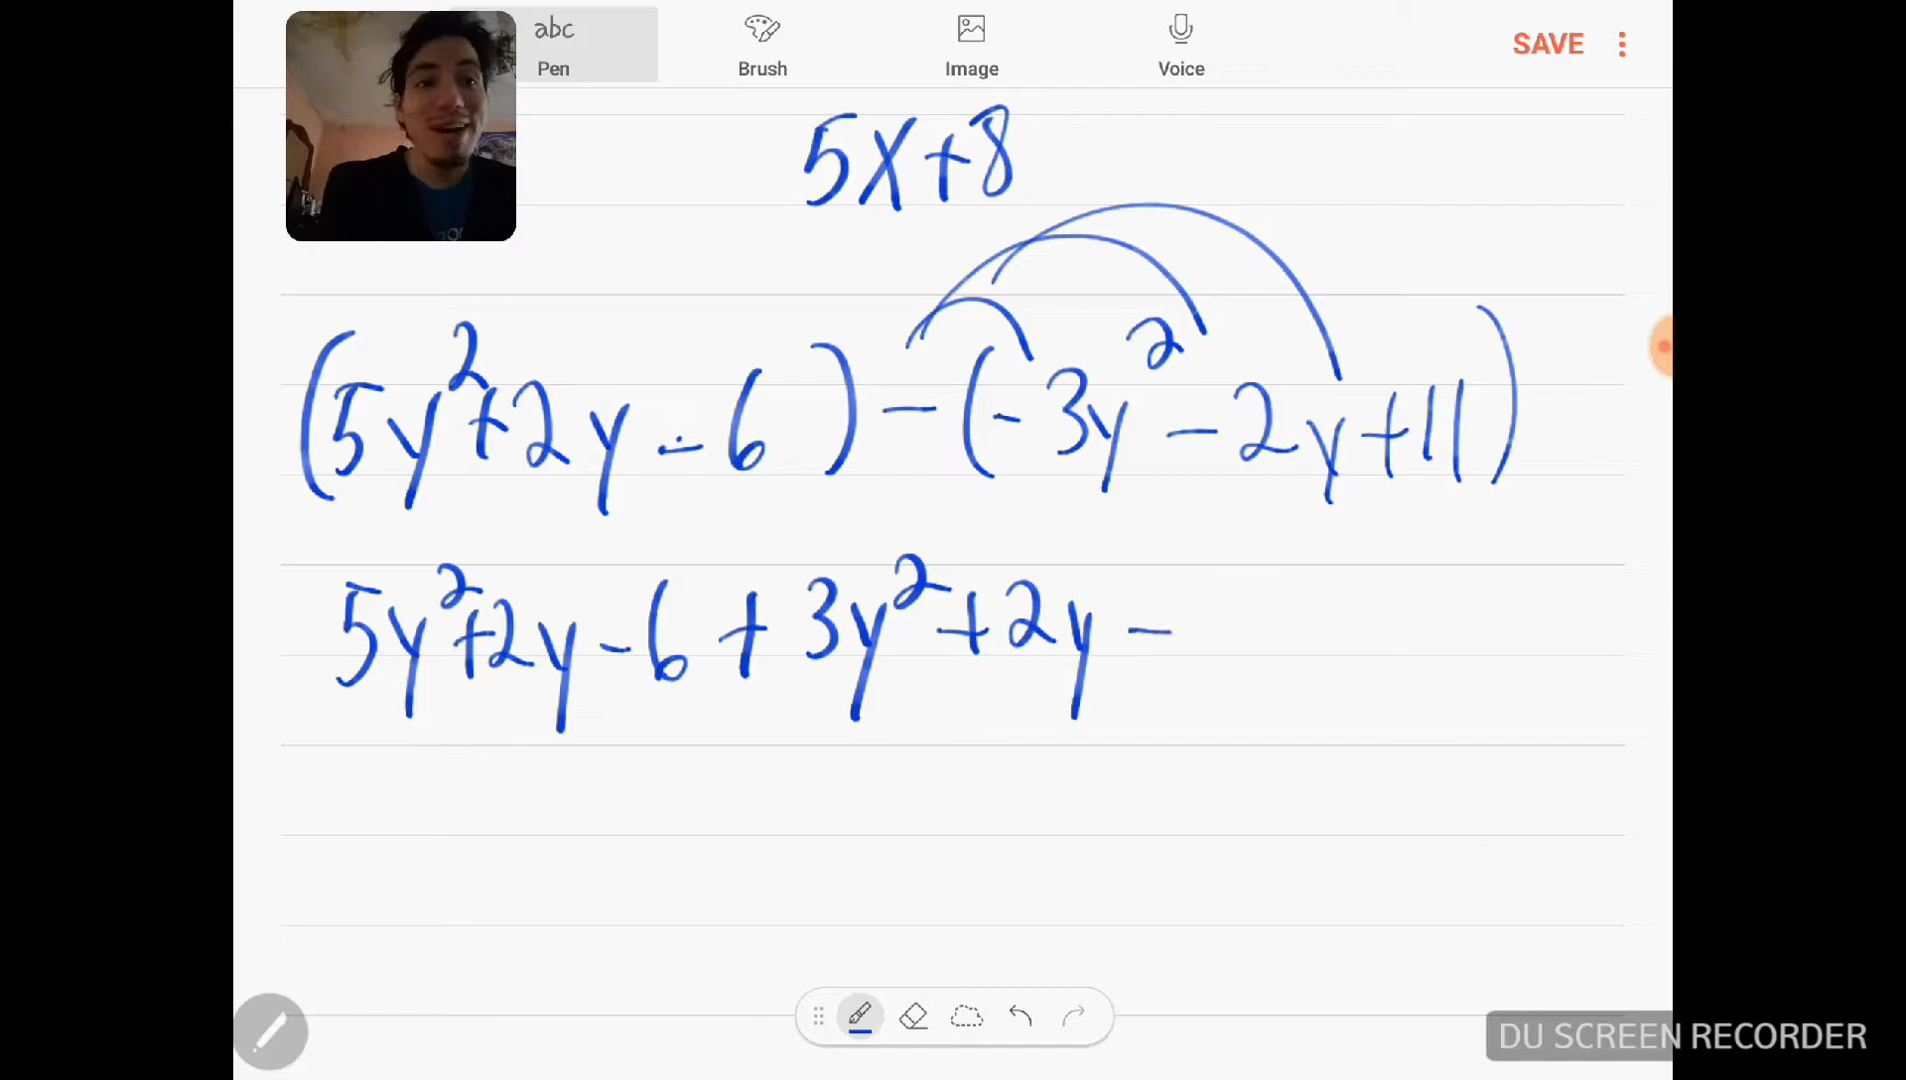 abc
Pen
Brush
Image
Voice
SAVE
5x+8
(5y²+2y-6)-(-3y²-2y+11)
5y²+2y-6+3y²+2y-
DU SCREEN RECORDER